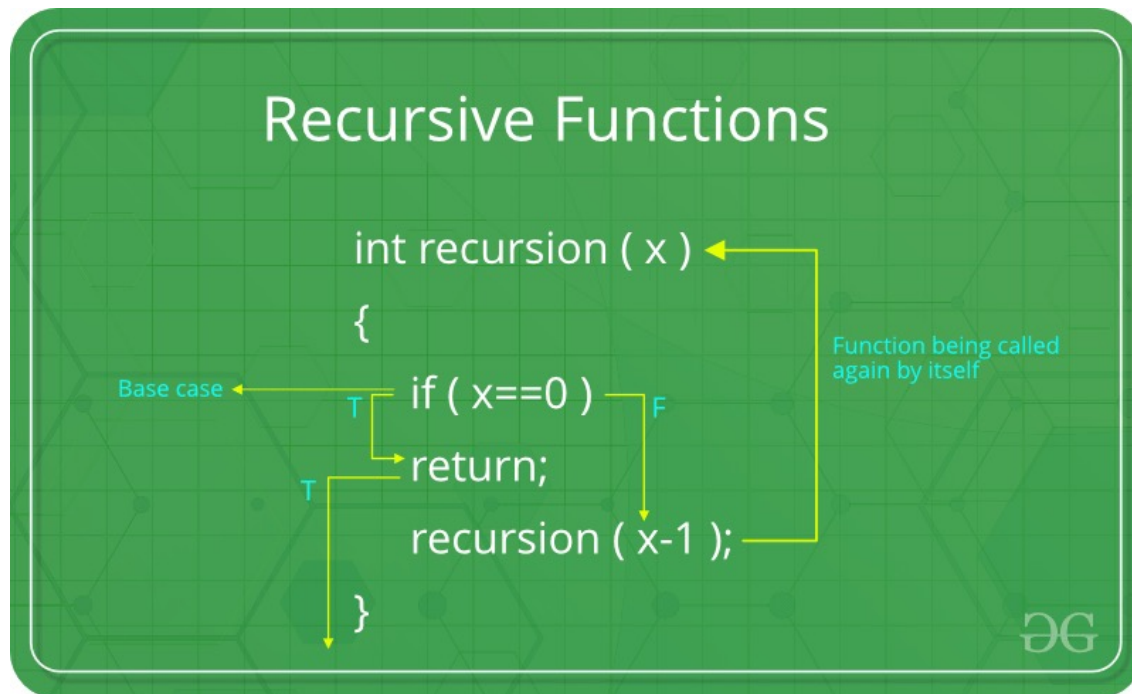 Recursive Functions
int recursion ( x )
{
Function being called
again by itself
Base case
T
if ( x==0 )
F
return;
T
recursion ( x-1 );
}
GG